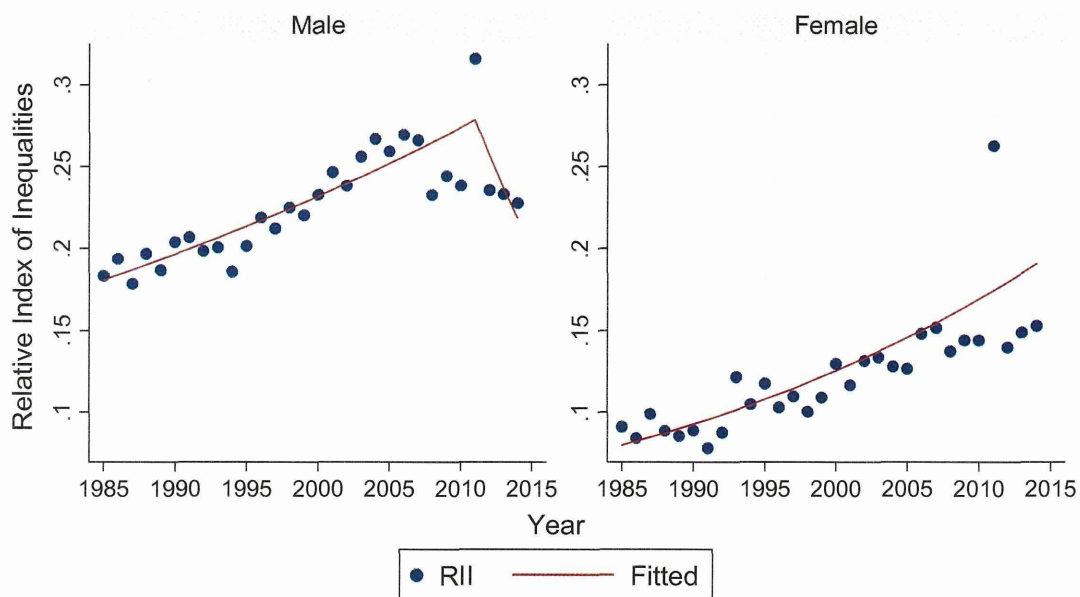 Male
Female
Relative Index of Inequalities
.3
.25
.2
.15
.1
1985 1990 1995 2000 2005 2010 2015
.3
.25
.2
.15
.1
1985 1990 1995 2000 2005 2010 2015
Year
RII Fitted